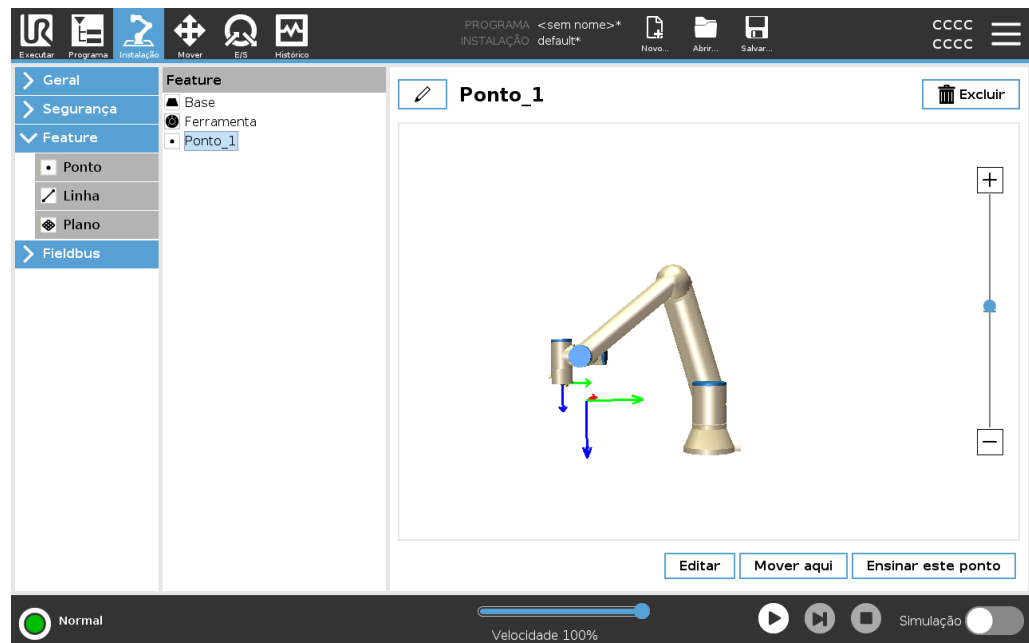 PROGRAMA <sem nome>*
INSTALAÇÃO default*
CCCC
CCCC
Executar Programa Instalação Mover E/S Histórico Novo... Abrir... Salvar...
Geral
Segurança
Feature
Ponto
Linha
Plano
Fieldbus
Feature
Base
Ferramenta
Ponto_1
Ponto_1
Excluir
Editar Mover aqui Ensinar este ponto
Normal
Velocidade 100%
Simulação